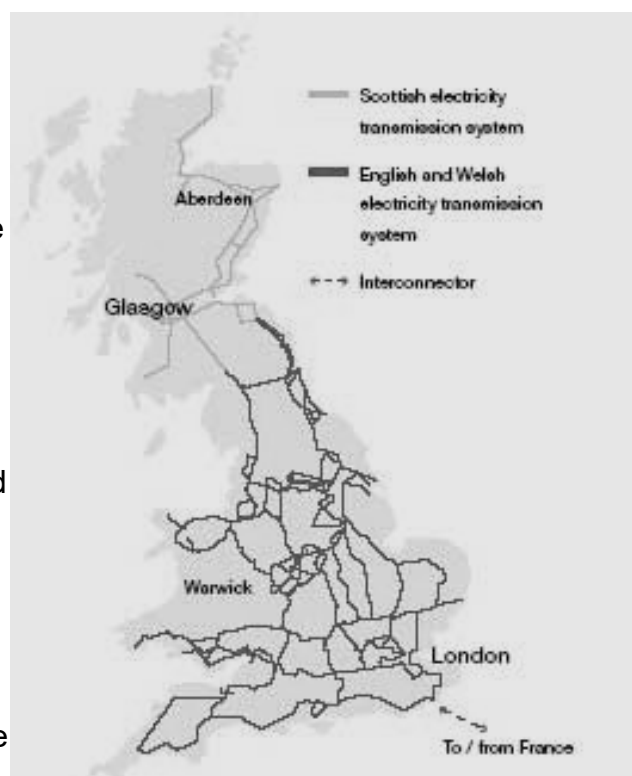 Scottish electricity
transmission system
Aberdeen
English and Welsh
electricity transmission
system
e
Interconnector
Glasgow
d
Warwick
London
e
To / from France